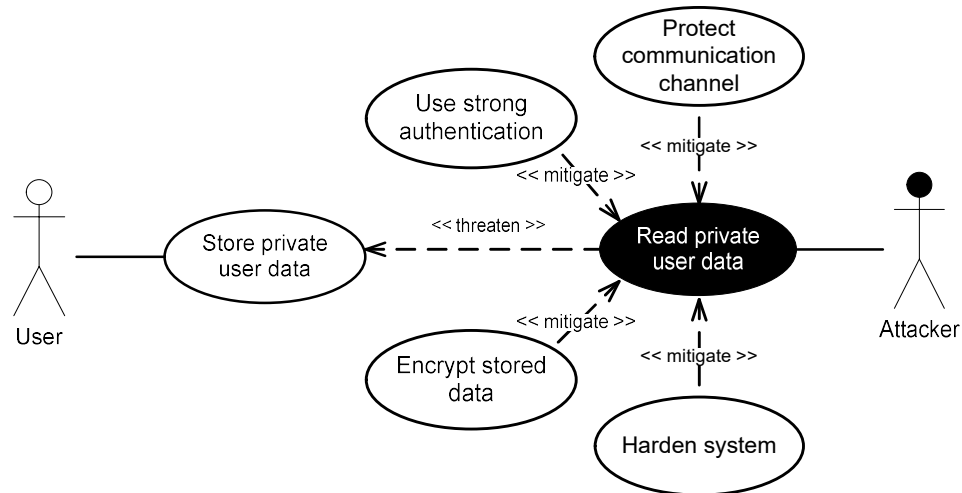 Protect
communication
channel
Use strong
authentication
<< mitigate >>
<< mitigate >>
<< threaten >>
Store private
user data
Read private
user data
User
Attacker
<< mitigate >>
<< mitigate >>
Encrypt stored
data
Harden system